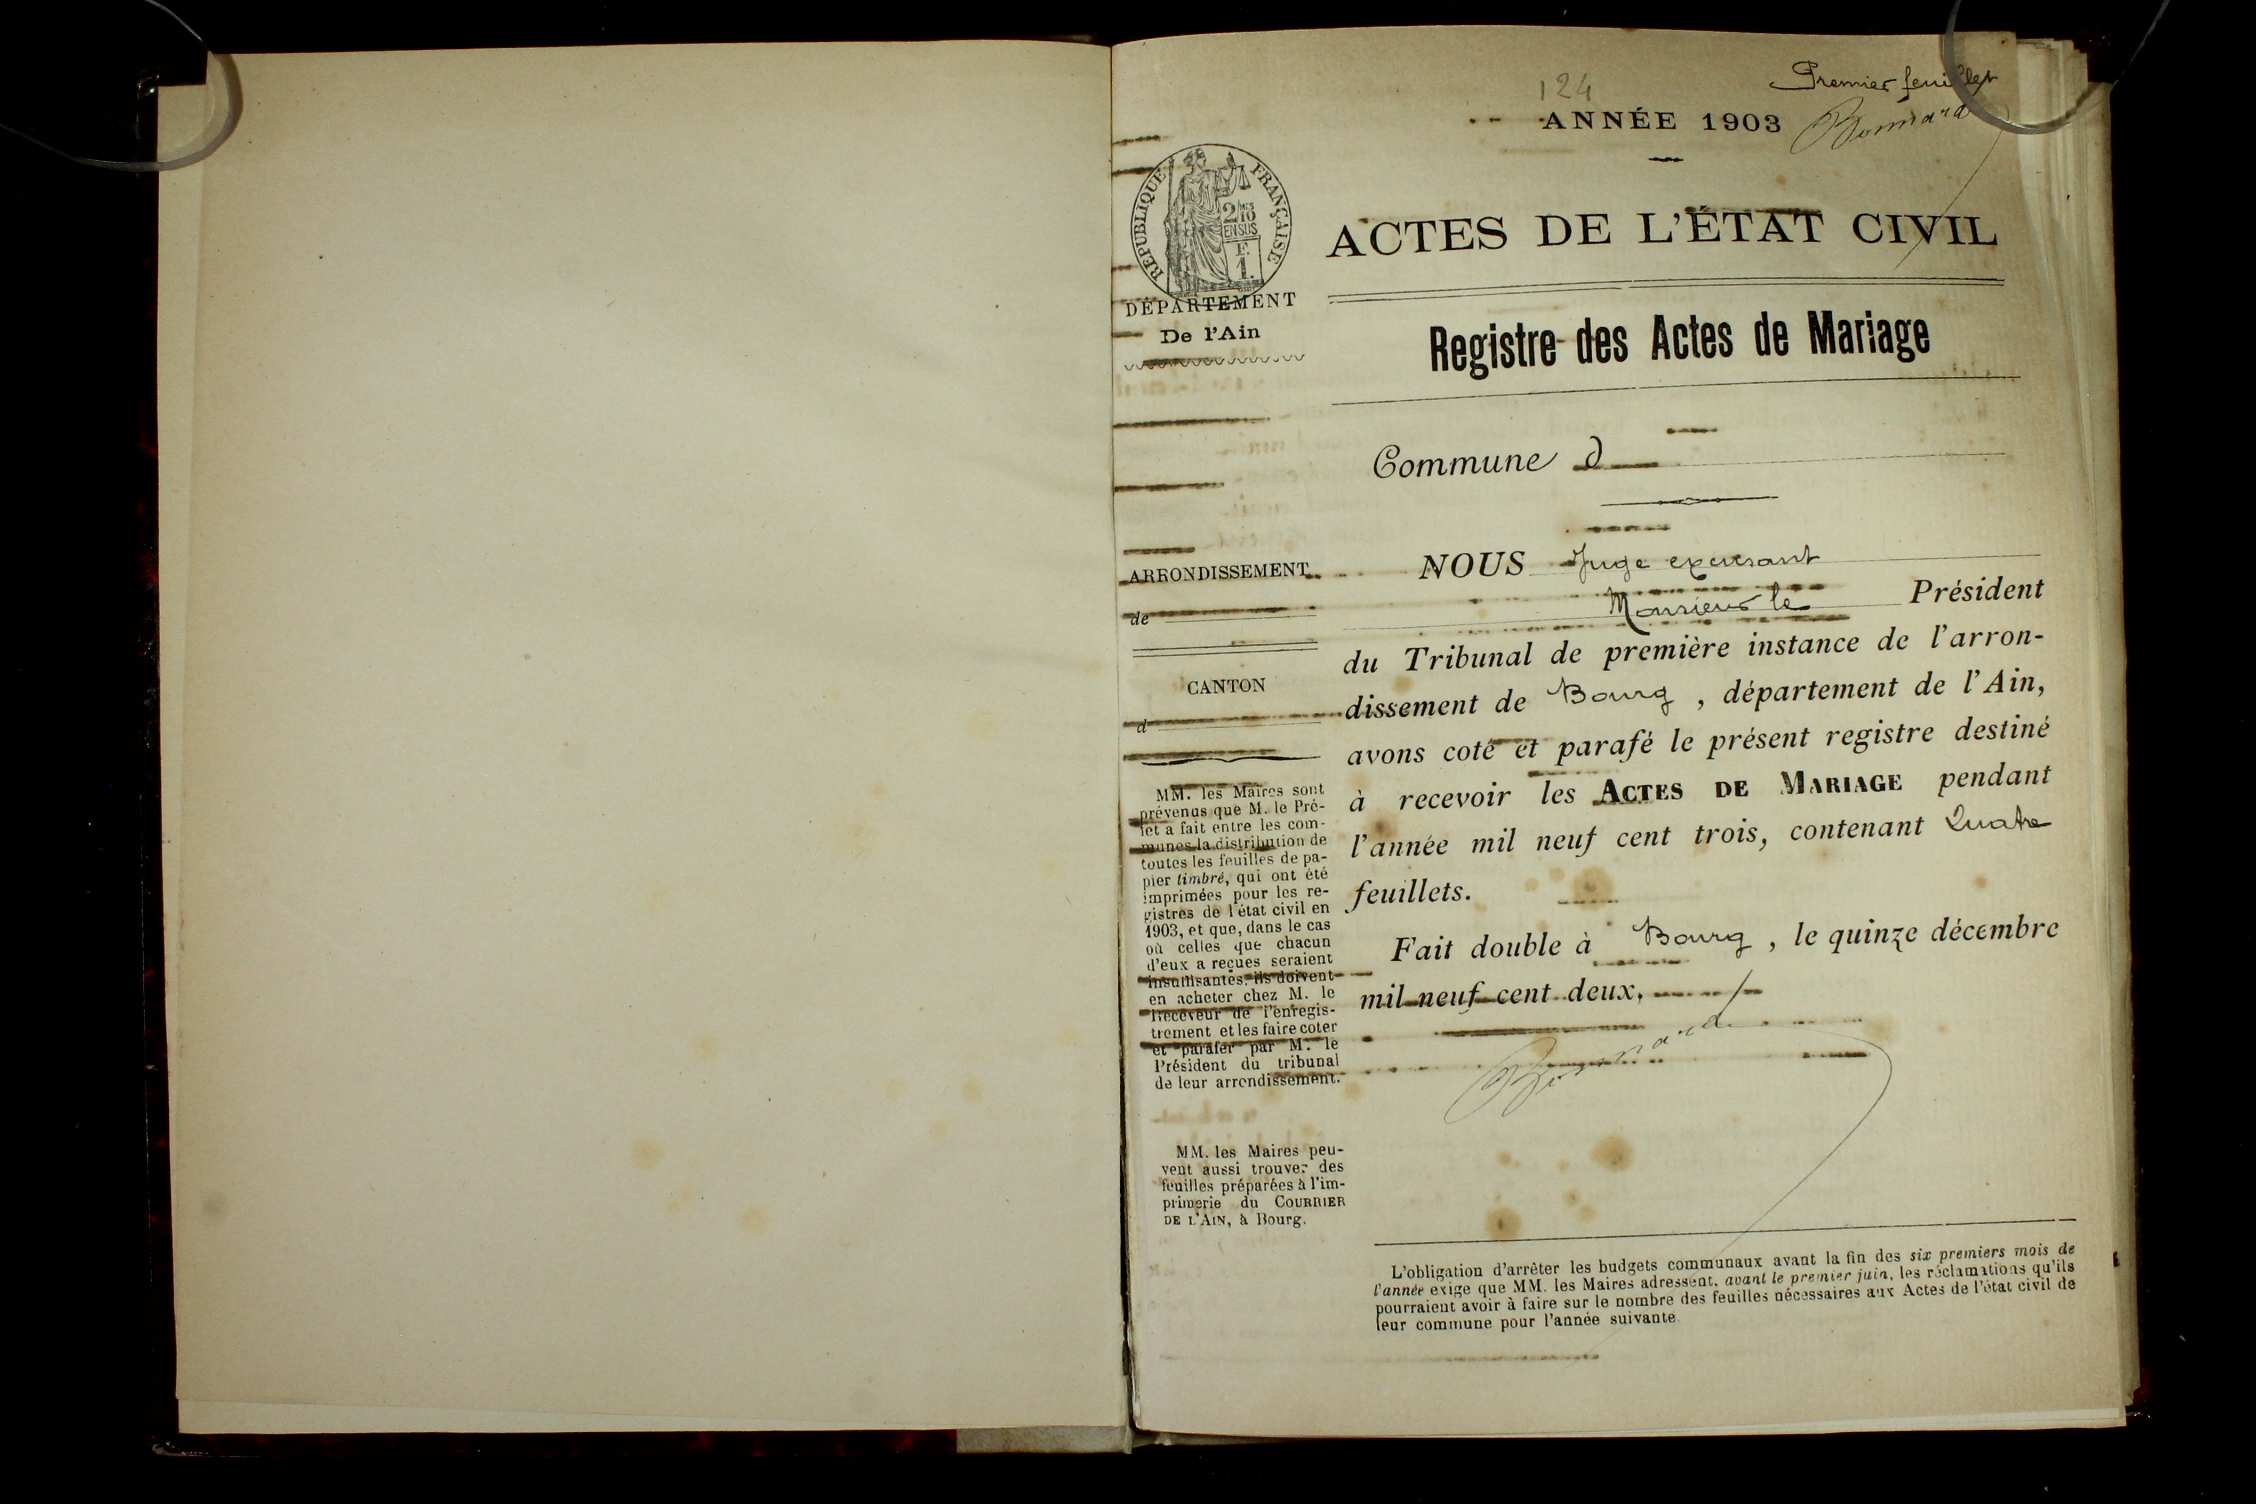 124
Premier feuillet
ANNÉE 1903
Bonnard
RÉPUBLIQUE FRANÇAISE
2/10
EN SUS
F.
1.
ACTES DE L'ÉTAT CIVIL
DÉPARTEMENT
De l'Ain
Registre des Actes de Mariage
Commune d
ARRONDISSEMENT
de
CANTON
d
MM. les Maires sont
prévenus que M. le Pré-
fet a fait entre les com-
munes la distribution de
toutes les feuilles de pa-
pier timbré, qui ont été
imprimées pour les re-
gistres de l'état civil en
1903, et que, dans le cas
où celles que chacun
d'eux a reçues seraient
insuffisantes, ils doivent
en acheter chez M. le
Receveur de l'enregis-
trement et les faire coter
et parafer par M. le
Président du tribunal
de leur arrondissement.
MM. les Maires peu-
vent aussi trouver des
feuilles préparées à l'im-
primerie du COURRIER
DE L'AIN, à Bourg.
NOUS Juge exerçant
Monsieur le Président
du Tribunal de première instance de l'arron-
dissement de Bourg, département de l'Ain,
avons coté et parafé le présent registre destiné
à recevoir les ACTES DE MARIAGE pendant
l'année mil neuf cent trois, contenant Quatre
feuillets.
Fait double à Bourg, le quinze décembre
mil neuf cent deux.
Bonnard
L'obligation d'arrêter les budgets communaux avant la fin des six premiers mois de
l'année exige que MM. les Maires adressent, avant le premier juin, les réclamations qu'ils
pourraient avoir à faire sur le nombre des feuilles nécessaires aux Actes de l'état civil de
leur commune pour l'année suivante.